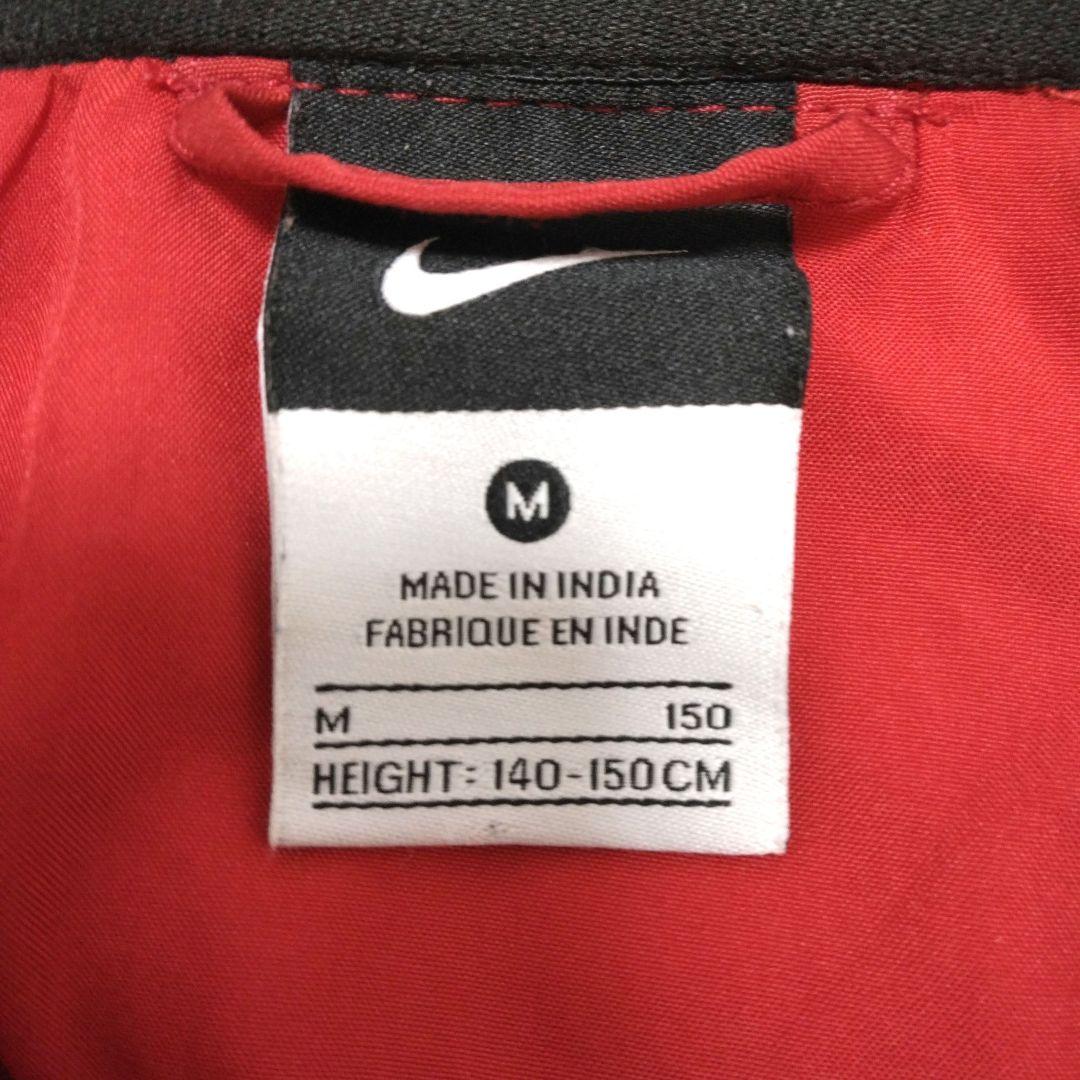 M
MADE IN INDIA
FABRIQUE EN INDE
M 150
HEIGHT: 140-150CM